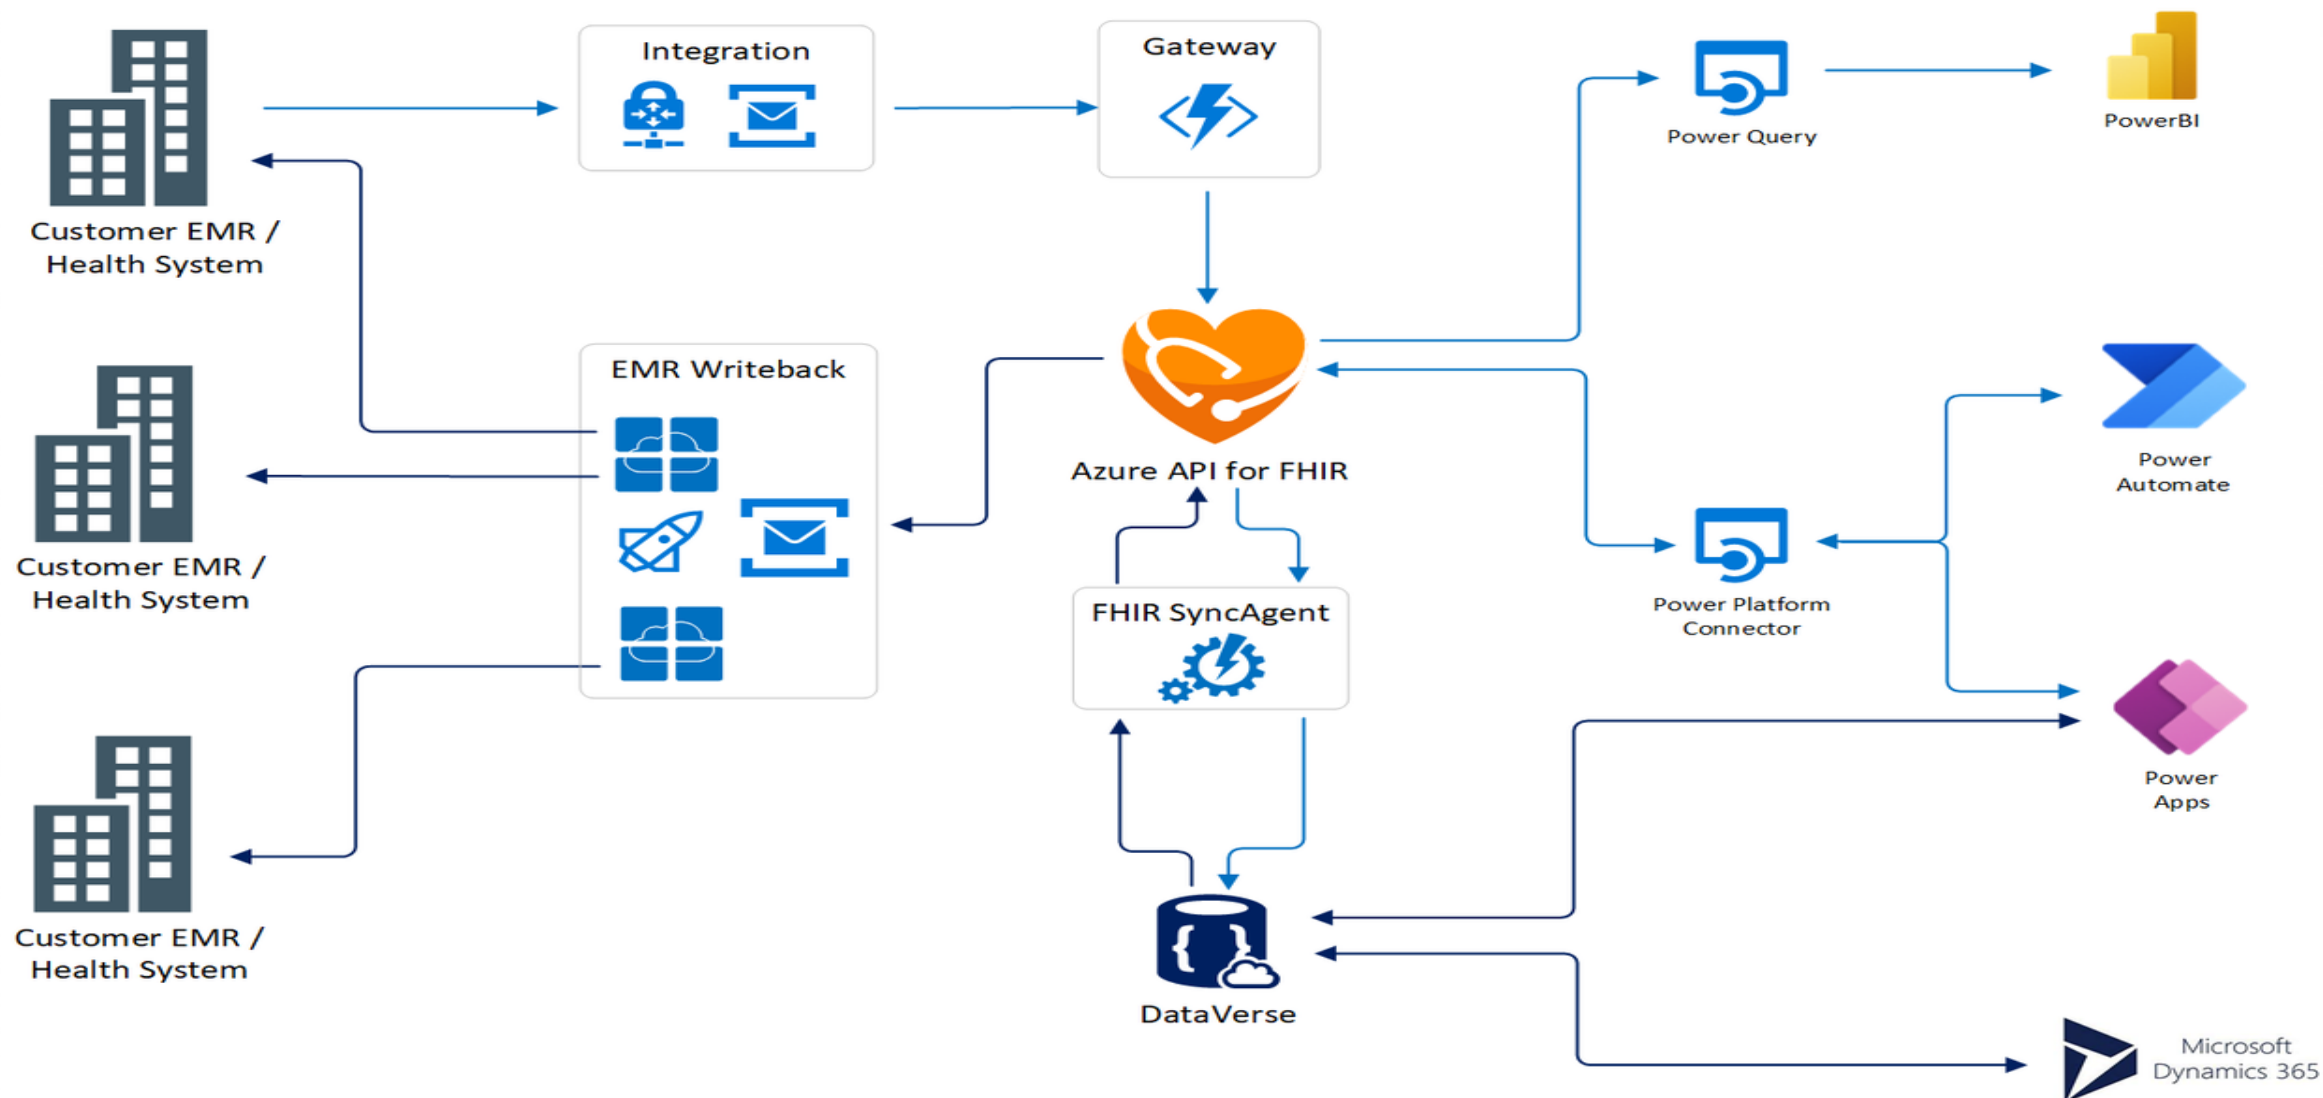 Integration
Gateway
Power Query
PowerBI
Customer EMR /
Health System
EMR Writeback
Azure API for FHIR
Power
Automate
Customer EMR /
Health System
FHIR SyncAgent
Power Platform
Connector
Power
Apps
Customer EMR /
Health System
DataVerse
Microsoft
Dynamics 365